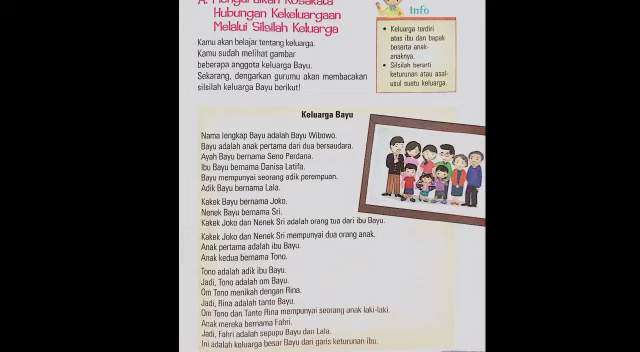 A. Menguraikan Kosakata
Hubungan Kekeluargaan
Melalui Silsilah Keluarga
Kamu akan belajar tentang keluarga.
Kamu sudah melihat gambar
beberapa anggota keluarga Bayu.
Sekarang, dengarkan gurumu akan membacakan
silsilah keluarga Bayu berikut!
Info
• Keluarga terdiri
atas ibu dan bapak
beserta anak-
anaknya.
• Silsilah berarti
keturunan atau asal-
usul suatu keluarga.
Keluarga Bayu
Nama lengkap Bayu adalah Bayu Wibowo.
Bayu adalah anak pertama dari dua bersaudara.
Ayah Bayu bernama Seno Perdana.
Ibu Bayu bernama Danisa Latifa.
Bayu mempunyai seorang adik perempuan.
Adik Bayu bernama Lala.
Kakek Bayu bernama Joko.
Nenek Bayu bernama Sri.
Kakek Joko dan Nenek Sri adalah orang tua dari ibu Bayu.
Kakek Joko dan Nenek Sri mempunyai dua orang anak.
Anak pertama adalah ibu Bayu.
Anak kedua bernama Tono.
Tono adalah adik ibu Bayu.
Jadi, Tono adalah om Bayu.
Om Tono menikah dengan Rina.
Jadi, Rina adalah tante Bayu.
Om Tono dan Tante Rina mempunyai seorang anak laki-laki.
Anak mereka bernama Fahri.
Jadi, Fahri adalah sepupu Bayu dan Lala.
Ini adalah keluarga besar Bayu dari garis keturunan ibu.